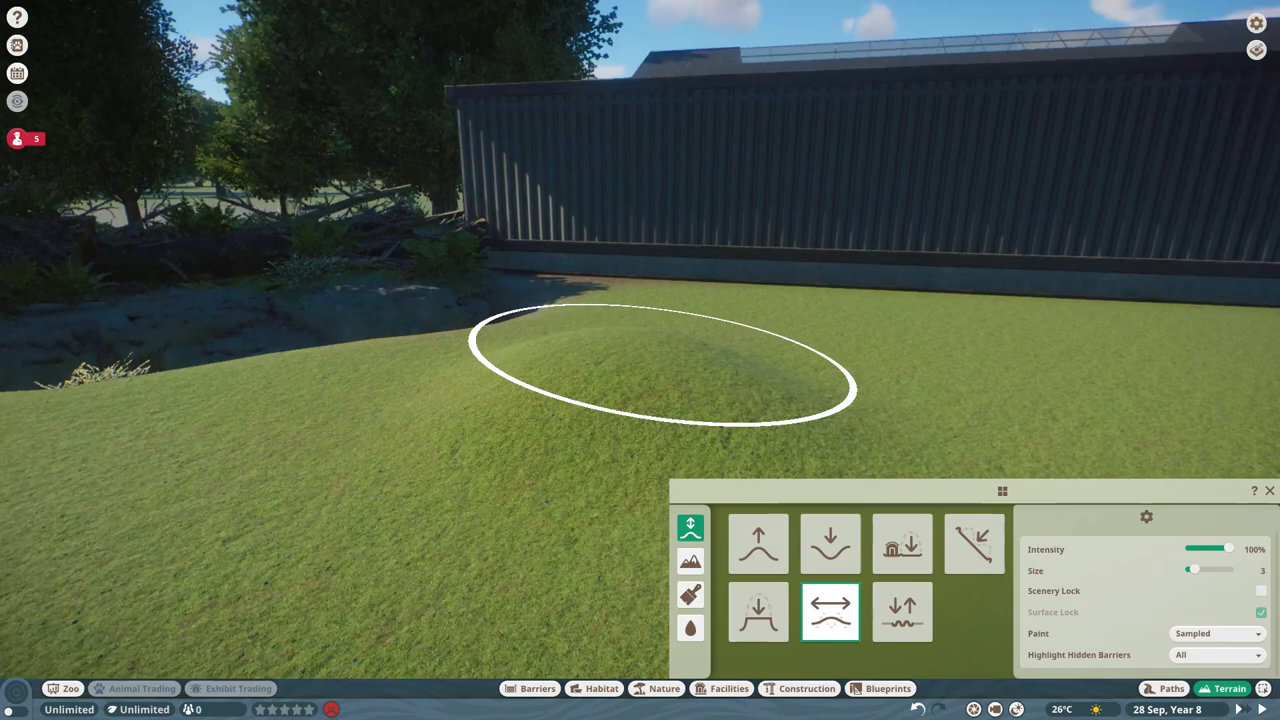 ?
5
? ×
Intensity 100%
Size 3
Scenery Lock
Surface Lock
Paint Sampled
Highlight Hidden Barriers All
Zoo Animal Trading Exhibit Trading Barriers Habitat Nature Facilities Construction Blueprints Paths Terrain
Unlimited Unlimited 0 26°C 28 Sep, Year 8